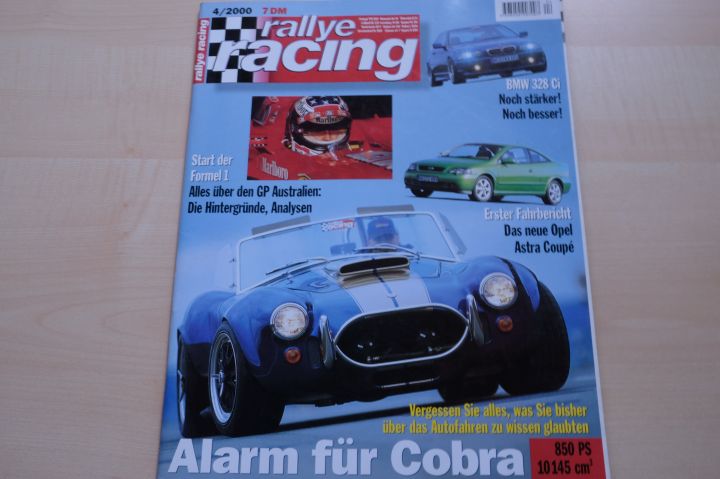 4/2000
7 DM
rallye racing
rallye
racing
BMW 328 Ci
Noch stärker!
Noch besser!
Marlboro
Marlboro
Start der
Formel 1
Alles über den GP Australien:
Die Hintergründe, Analysen
Erster Fahrbericht
Das neue Opel
Astra Coupé
racing
Vergessen Sie alles, was Sie bisher
über das Autofahren zu wissen glaubten
Alarm für Cobra
850 PS
10145 cm³